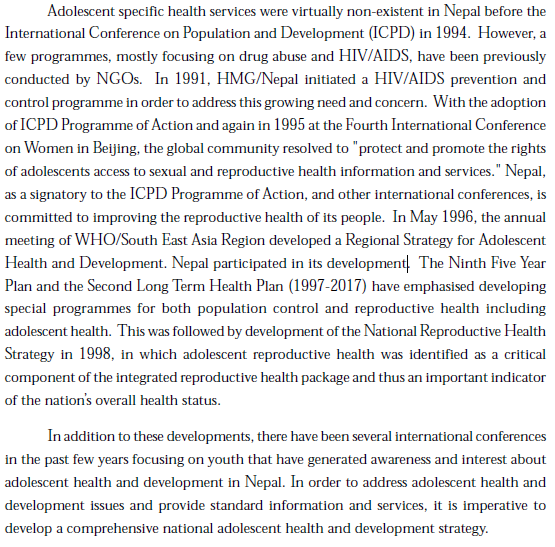 Adolescent specific health services were virtually non-existent in Nepal before the
International Conference on Population and Development (ICPD) in 1994. However, a
few programmes, mostly focusing on drug abuse and HIV/AIDS, have been previously
conducted by NGOs. In 1991, HMG/Nepal initiated a HIV/AIDS prevention and
control programme in order to address this growing need and concern. With the adoption
of ICPD Programme of Action and again in 1995 at the Fourth International Conference
on Women in Beijing, the global community resolved to "protect and promote the rights
of adolescents access to sexual and reproductive health information and services." Nepal,
as a signatory to the ICPD Programme of Action, and other international conferences, is
committed to improving the reproductive health of its people. In May 1996, the annual
meeting of WHO/South East Asia Region developed a Regional Strategy for Adolescent
Health and Development. Nepal participated in its development. The Ninth Five Year
Plan and the Second Long Term Health Plan (1997-2017) have emphasised developing
special programmes for both population control and reproductive health including
adolescent health. This was followed by development of the National Reproductive Health
Strategy in 1998, in which adolescent reproductive health was identified as a critical
component of the integrated reproductive health package and thus an important indicator
of the nation's overall health status.
In addition to these developments, there have been several international conferences
in the past few years focusing on youth that have generated awareness and interest about
adolescent health and development in Nepal. In order to address adolescent health and
development issues and provide standard information and services, it is imperative to
develop a comprehensive national adolescent health and development strategy.